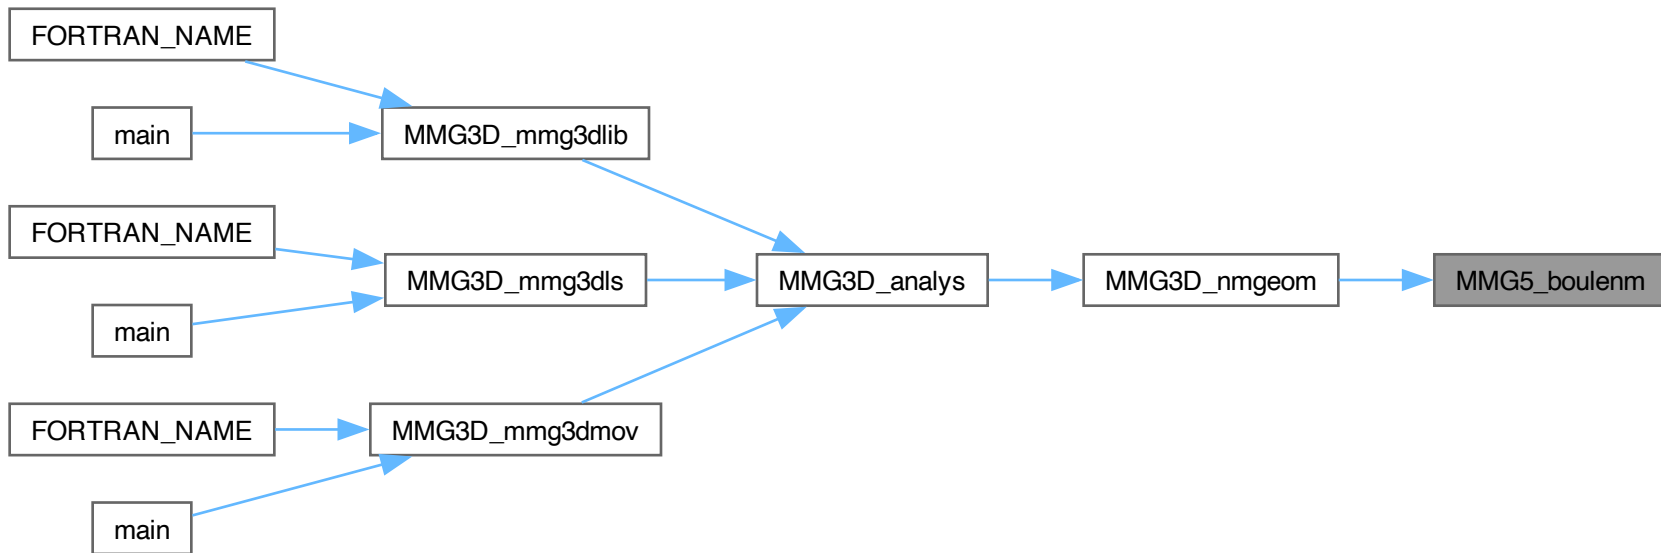 FORTRAN_NAME
main
MMG3D_mmg3dlib
FORTRAN_NAME
main
MMG3D_mmg3dls
MMG3D_analys
MMG3D_nmgeom
MMG5_boulenm
FORTRAN_NAME
MMG3D_mmg3dmov
main